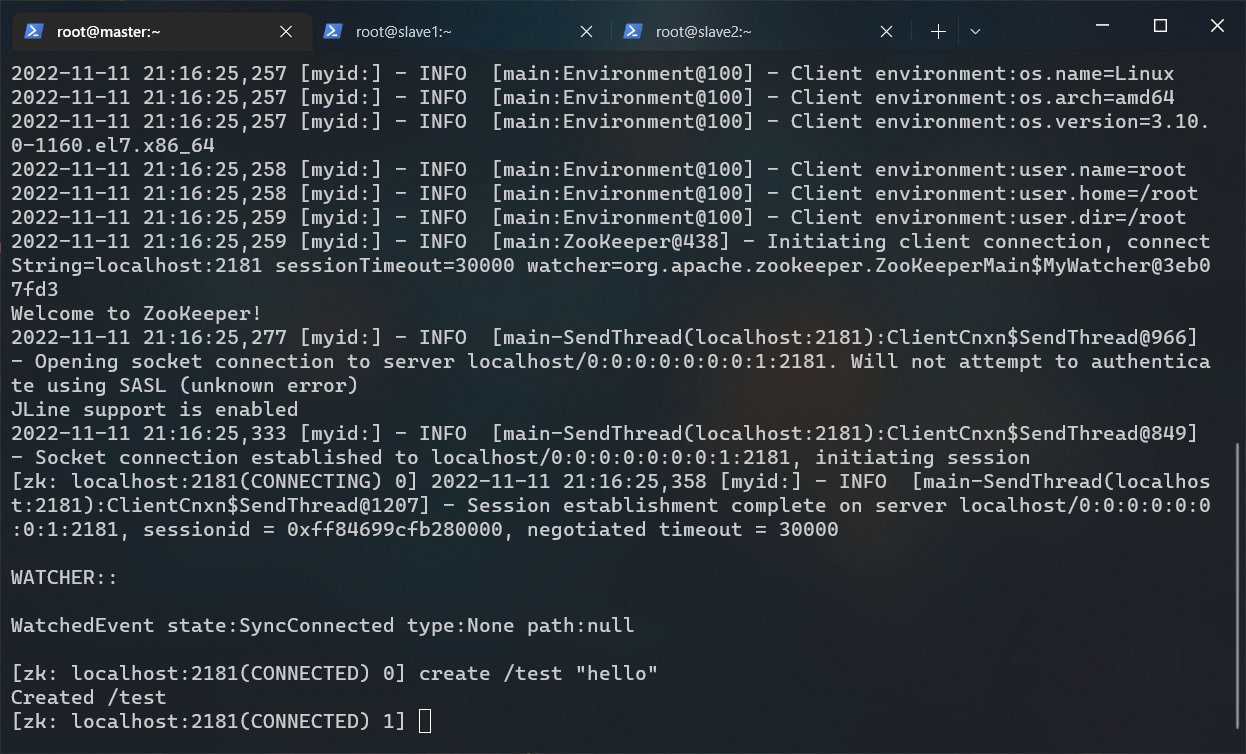 root@master:~
root@slave1:~
root@slave2:~
2022-11-11 21:16:25,257 [myid:] - INFO  [main:Environment@100] - Client environment:os.name=Linux
2022-11-11 21:16:25,257 [myid:] - INFO  [main:Environment@100] - Client environment:os.arch=amd64
2022-11-11 21:16:25,257 [myid:] - INFO  [main:Environment@100] - Client environment:os.version=3.10.
0-1160.el7.x86_64
2022-11-11 21:16:25,258 [myid:] - INFO  [main:Environment@100] - Client environment:user.name=root
2022-11-11 21:16:25,258 [myid:] - INFO  [main:Environment@100] - Client environment:user.home=/root
2022-11-11 21:16:25,259 [myid:] - INFO  [main:Environment@100] - Client environment:user.dir=/root
2022-11-11 21:16:25,259 [myid:] - INFO  [main:ZooKeeper@438] - Initiating client connection, connect
String=localhost:2181 sessionTimeout=30000 watcher=org.apache.zookeeper.ZooKeeperMain$MyWatcher@3eb0
7fd3
Welcome to ZooKeeper!
2022-11-11 21:16:25,277 [myid:] - INFO  [main-SendThread(localhost:2181):ClientCnxn$SendThread@966]
- Opening socket connection to server localhost/0:0:0:0:0:0:0:1:2181. Will not attempt to authentica
te using SASL (unknown error)
JLine support is enabled
2022-11-11 21:16:25,333 [myid:] - INFO  [main-SendThread(localhost:2181):ClientCnxn$SendThread@849]
- Socket connection established to localhost/0:0:0:0:0:0:0:1:2181, initiating session
[zk: localhost:2181(CONNECTING) 0] 2022-11-11 21:16:25,358 [myid:] - INFO  [main-SendThread(localhos
t:2181):ClientCnxn$SendThread@1207] - Session establishment complete on server localhost/0:0:0:0:0:0
:0:1:2181, sessionid = 0xff84699cfb280000, negotiated timeout = 30000
WATCHER::
WatchedEvent state:SyncConnected type:None path:null
[zk: localhost:2181(CONNECTED) 0] create /test "hello"
Created /test
[zk: localhost:2181(CONNECTED) 1]